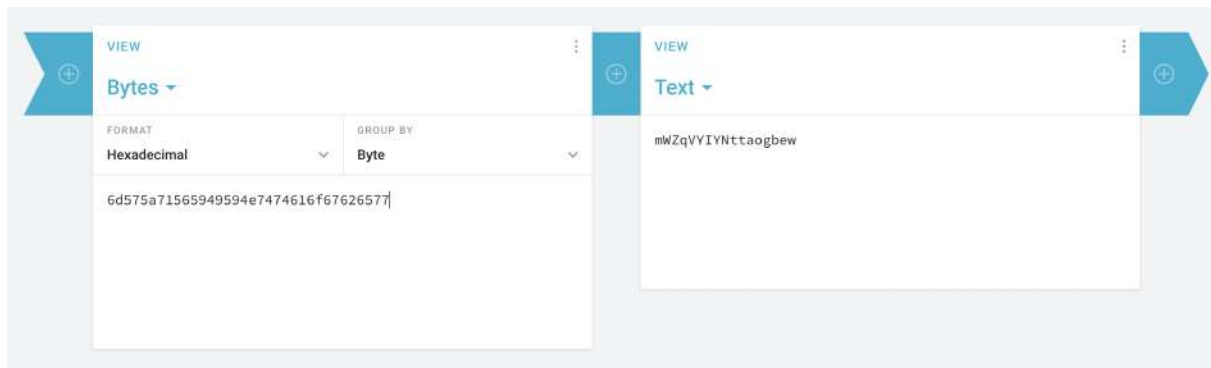 VIEW
Bytes
FORMAT
Hexadecimal
GROUP BY
Byte
6d575a71565949594e7474616f67626577
VIEW
Text
mWZqVYIYNttaogbew